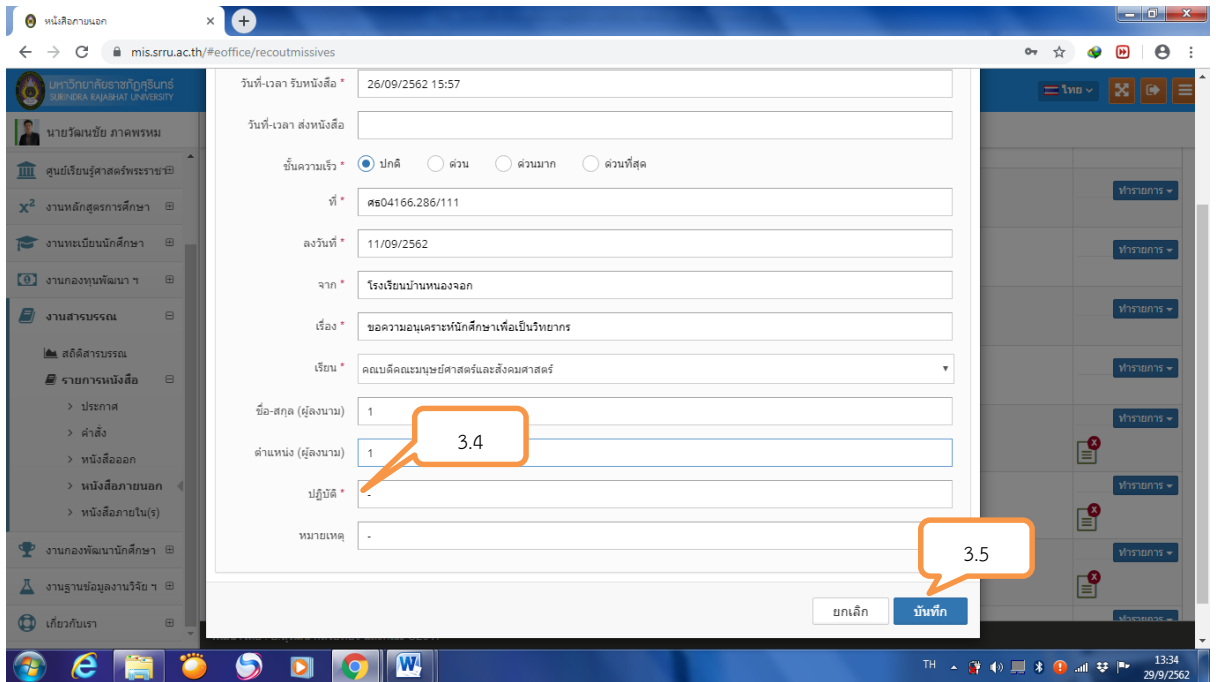 หนังสือภายนอก
mis.srru.ac.th/#eoffice/recoutmissives
มหาวิทยาลัยราชภัฏสุรินทร์
SURINDRA RAJABHAT UNIVERSITY
ไทย
นายวัฒนชัย ภาคพรหม
ศูนย์เรียนรู้ศาสตร์พระราชา
งานหลักสูตรการศึกษา
งานทะเบียนนักศึกษา
งานกองทุนพัฒนา ฯ
งานสารบรรณ
สถิติสารบรรณ
รายการหนังสือ
> ประกาศ
> คำสั่ง
> หนังสือออก
> หนังสือภายนอก
> หนังสือภายใน(ร)
งานกองพัฒนานักศึกษา
งานฐานข้อมูลงานวิจัย ฯ
เกี่ยวกับเรา
วันที่-เวลา รับหนังสือ * 26/09/2562 15:57
วันที่-เวลา ส่งหนังสือ
ชั้นความเร็ว * ปกติ ด่วน ด่วนมาก ด่วนที่สุด
ที่ * ศธ04166.286/111
ลงวันที่ * 11/09/2562
จาก * โรงเรียนบ้านหนองจอก
เรื่อง * ขอความอนุเคราะห์นักศึกษาเพื่อเป็นวิทยากร
เรียน * คณบดีคณะมนุษย์ศาสตร์และสังคมศาสตร์
ชื่อ-สกุล (ผู้ลงนาม) 1
3.4
ตำแหน่ง (ผู้ลงนาม) 1
ปฏิบัติ * -
หมายเหตุ -
3.5
ยกเลิก บันทึก
ทำรายการ
ทำรายการ
ทำรายการ
ทำรายการ
ทำรายการ
ทำรายการ
ทำรายการ
ทำรายการ
TH
13:34
29/9/2562